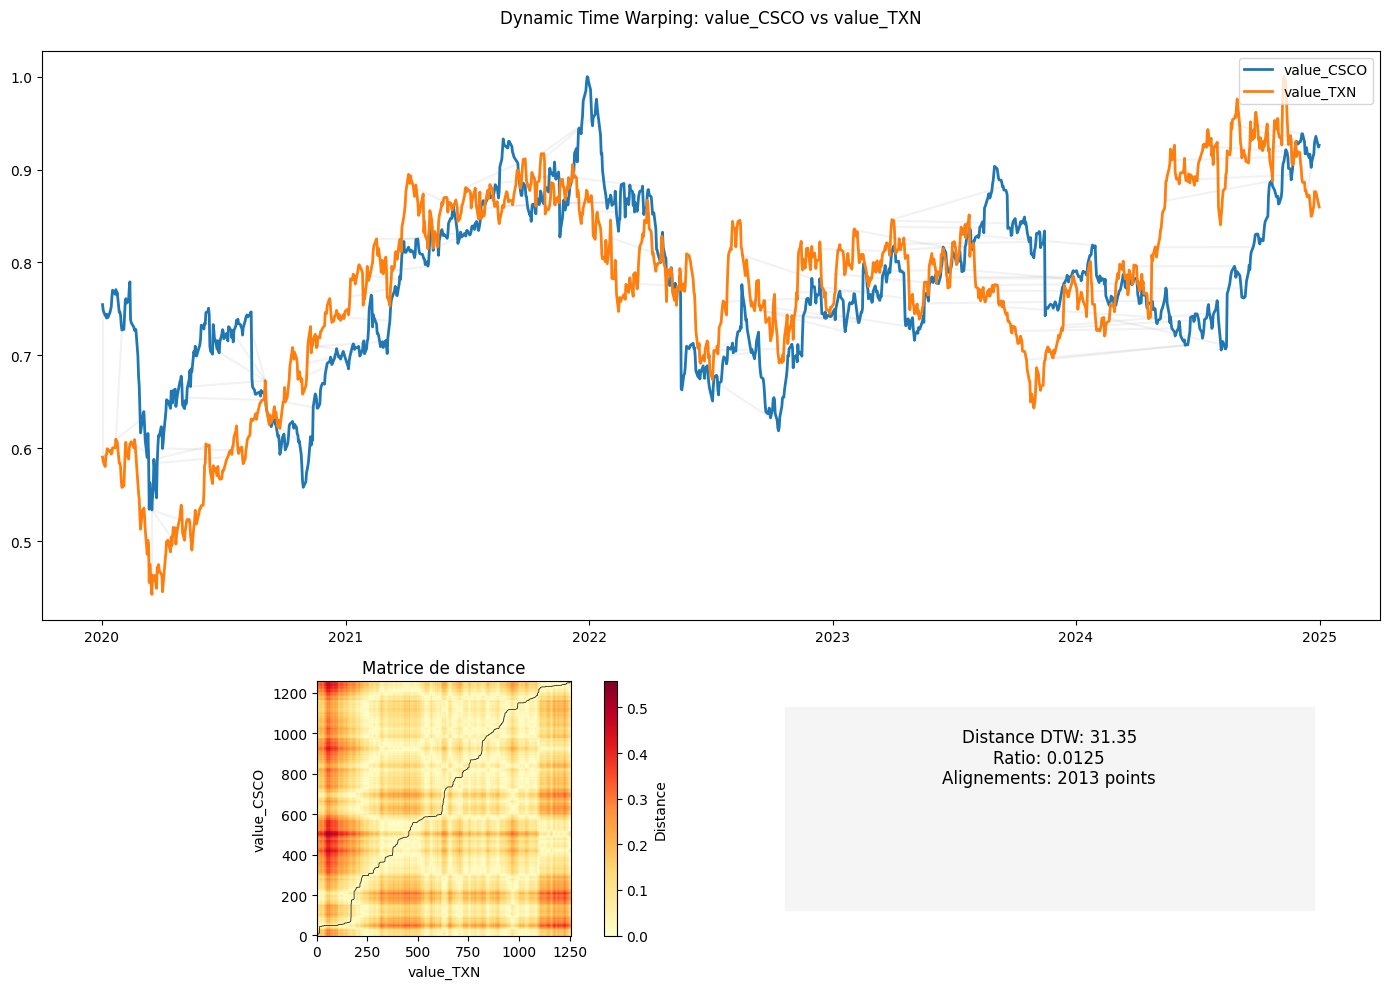 Dynamic Time Warping: value_CSCO vs value_TXN
1.0
0.9
0.8
0.7
0.6
0.5
value_CSCO
value_TXN
2020 2021 2022 2023 2024 2025
Matrice de distance
value_CSCO
1200
1000
800
600
400
200
0
0 250 500 750 1000 1250
value_TXN
0.5
0.4
0.3
0.2
0.1
0.0
Distance
Distance DTW: 31.35
Ratio: 0.0125
Alignements: 2013 points